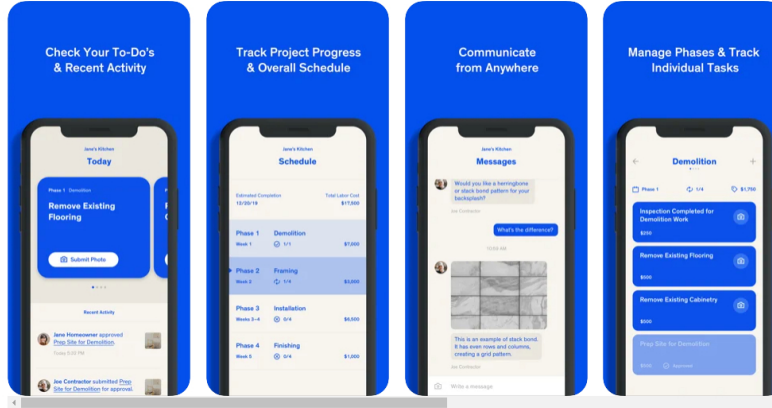 Check Your To-Do's
& Recent Activity
Jane's Kitchen
Today
Phase 1 Demolition
Remove Existing
Flooring
Submit Photo
Recent Activity
Jane Homeowner approved
Prep Site for Demolition.
Today 5:23 PM
Joe Contractor submitted Prep
Site for Demolition for approval.
Track Project Progress
& Overall Schedule
Jane's Kitchen
Schedule
Estimated Completion Total Labor Cost
12/20/19 $17,500
Phase 1 Demolition
Week 1 1/1 $7,000
Phase 2 Framing
Week 2 1/4 $3,000
Phase 3 Installation
Weeks 3-4 0/4 $6,500
Phase 4 Finishing
Week 5 0/4 $1,000
Communicate
from Anywhere
Jane's Kitchen
Messages
Would you like a herringbone
or stack bond pattern for your
backsplash?
Joe Contractor
What's the difference?
This is an example of stack bond.
It has even rows and columns,
creating a grid pattern.
Joe Contractor
Write a message
Manage Phases & Track
Individual Tasks
Demolition
Phase 1 1/4 $1,750
Inspection Completed for
Demolition Work
$250
Remove Existing Flooring
$500
Remove Existing Cabinetry
$500
Prep Site for Demolition
$500 Approved